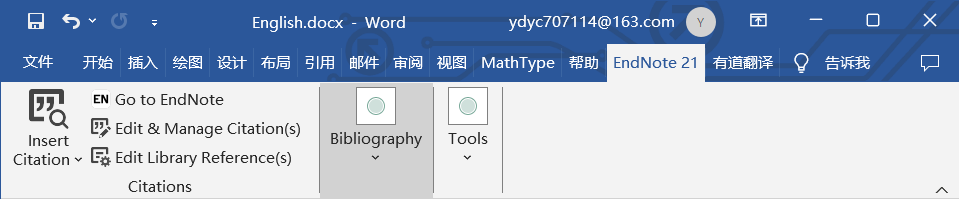 English.docx - Word ydyc707114@163.com Y
文件 开始 插入 绘图 设计 布局 引用 邮件 审阅 视图 MathType 帮助 EndNote 21 有道翻译 告诉我
EN Go to EndNote
Edit & Manage Citation(s)
Edit Library Reference(s)
Insert
Citation
Citations
Bibliography
Tools